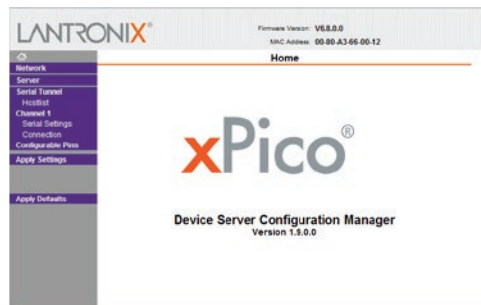 LANTRONIX®
Firmware Version: V6.8.0.0
MAC Address: 00-80-A3-66-00-12
Home
Network
Server
Serial Tunnel
Hostlist
Channel 1
Serial Settings
Connection
Configurable Pins
Apply Settings
Apply Defaults
xPico®
Device Server Configuration Manager
Version 1.9.0.0